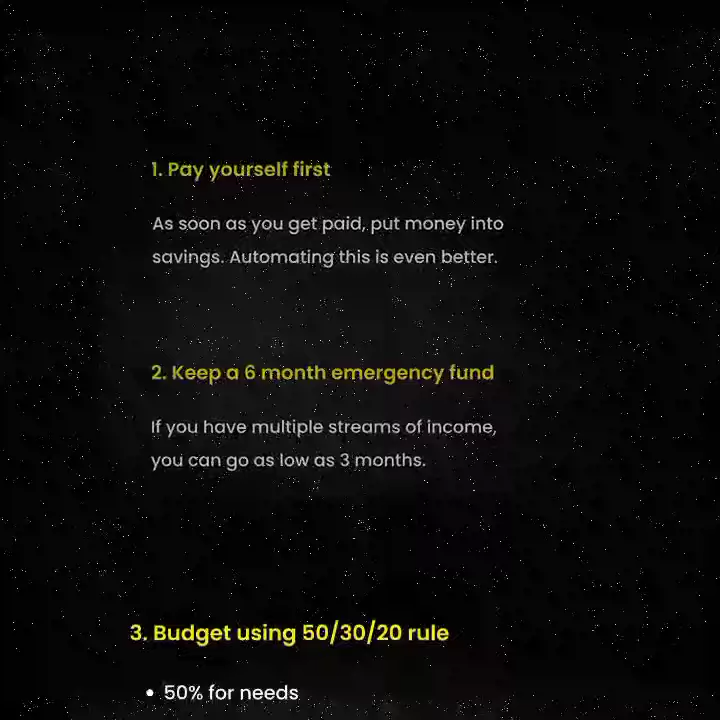 1. Pay yourself first
As soon as you get paid, put money into
savings. Automating this is even better.
2. Keep a 6 month emergency fund
If you have multiple streams of income,
you can go as low as 3 months.
3. Budget using 50/30/20 rule
• 50% for needs